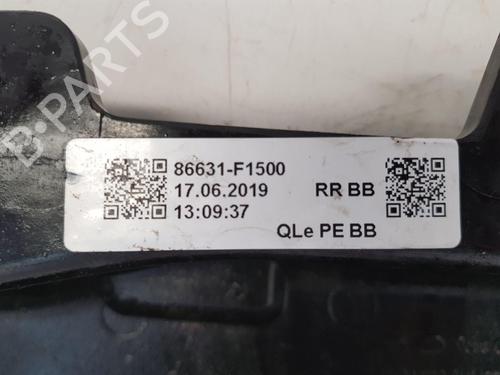 B-PARTS
86631-F1500
17.06.2019 RR BB
13:09:37
QLe PE BB